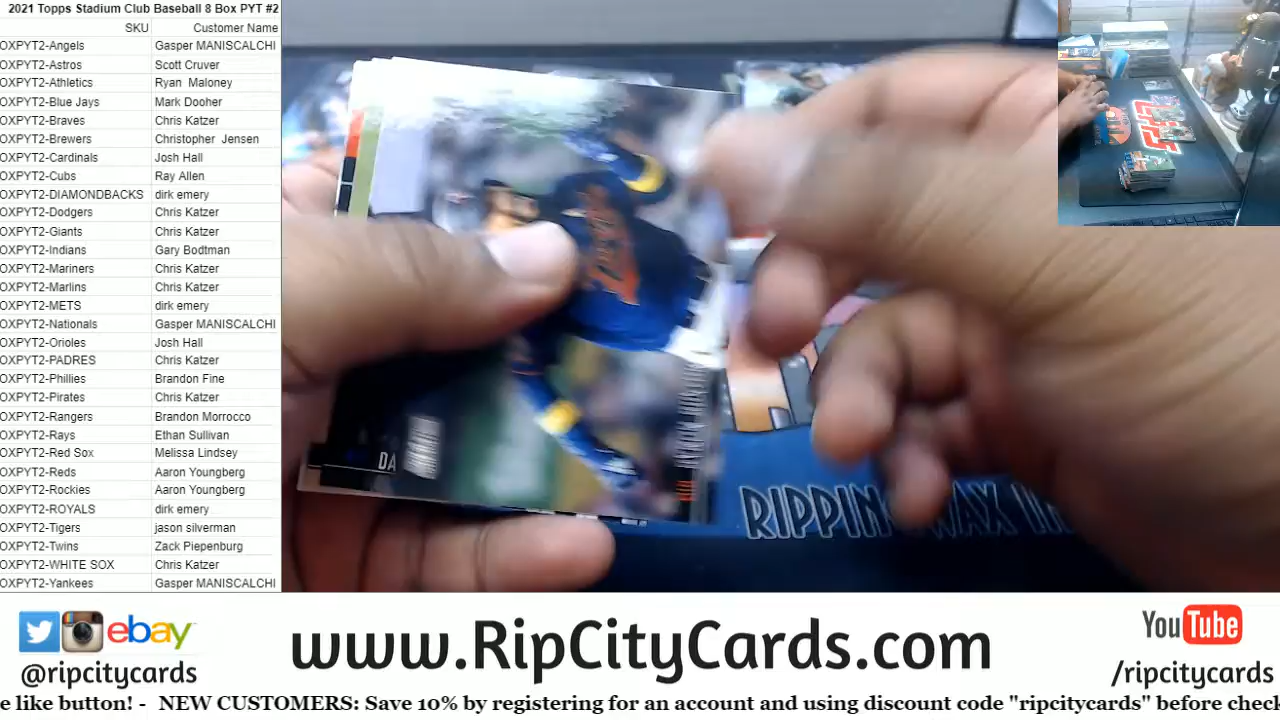 2021 Topps Stadium Club Baseball 8 Box PYT #2
SKU Customer Name
OXPYT2-Angels Gasper MANISCALCHI
OXPYT2-Astros Scott Cruver
OXPYT2-Athletics Ryan Maloney
OXPYT2-Blue Jays Mark Dooher
OXPYT2-Braves Chris Katzer
OXPYT2-Brewers Christopher Jensen
OXPYT2-Cardinals Josh Hall
OXPYT2-Cubs Ray Allen
OXPYT2-DIAMONDBACKS dirk emery
OXPYT2-Dodgers Chris Katzer
OXPYT2-Giants Chris Katzer
OXPYT2-Indians Gary Bodtman
OXPYT2-Mariners Chris Katzer
OXPYT2-Marlins Chris Katzer
OXPYT2-METS dirk emery
OXPYT2-Nationals Gasper MANISCALCHI
OXPYT2-Orioles Josh Hall
OXPYT2-PADRES Chris Katzer
OXPYT2-Phillies Brandon Fine
OXPYT2-Pirates Chris Katzer
OXPYT2-Rangers Brandon Morrocco
OXPYT2-Rays Ethan Sullivan
OXPYT2-Red Sox Melissa Lindsey
OXPYT2-Reds Aaron Youngberg
OXPYT2-Rockies Aaron Youngberg
OXPYT2-ROYALS dirk emery
OXPYT2-Tigers jason silverman
OXPYT2-Twins Zack Piepenburg
OXPYT2-WHITE SOX Chris Katzer
OXPYT2-Yankees Gasper MANISCALCHI
DA
RIPPIN WAX
ebay
@ripcitycards
www.RipCityCards.com
YouTube
/ripcitycards
e like button! - NEW CUSTOMERS: Save 10% by registering for an account and using discount code "ripcitycards" before check